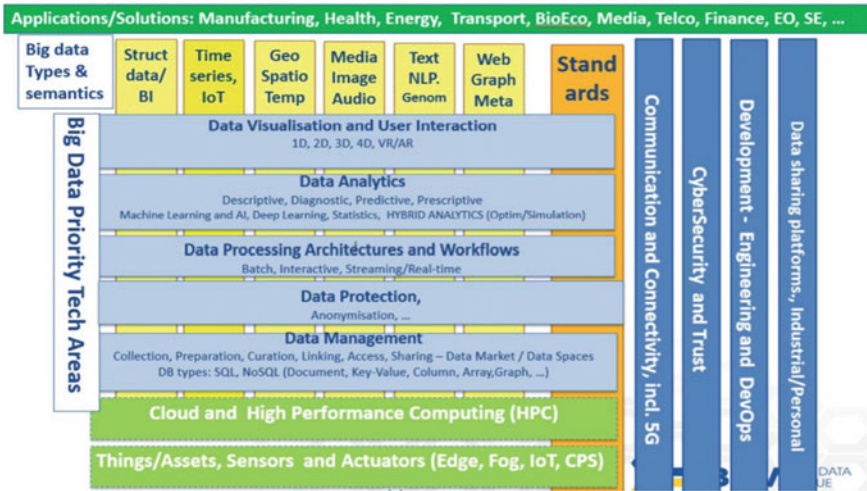 Applications/Solutions: Manufacturing, Health, Energy, Transport, BioEco, Media, Telco, Finance, EO, SE, ...
Big data
Types &
semantics
Struct
data/
BI
Time
series,
IoT
Geo
Spatio
Temp
Media
Image
Audio
Text
NLP.
Genom
Web
Graph
Meta
Stand
ards
Communication and Connectivity, incl. 5G
CyberSecurity and Trust
Development - Engineering and DevOps
Data sharing platforms., Industrial/Personal
Big Data Priority Tech Areas
Data Visualisation and User Interaction
1D, 2D, 3D, 4D, VR/AR
Data Analytics
Descriptive, Diagnostic, Predictive, Prescriptive
Machine Learning and AI, Deep Learning, Statistics, HYBRID ANALYTICS (Optim/Simulation)
Data Processing Architectures and Workflows
Batch, Interactive, Streaming/Real-time
Data Protection,
Anonymisation, ...
Data Management
Collection, Preparation, Curation, Linking, Access, Sharing – Data Market / Data Spaces
DB types: SQL, NoSQL (Document, Key-Value, Column, Array,Graph, ...)
Cloud and High Performance Computing (HPC)
Things/Assets, Sensors and Actuators (Edge, Fog, IoT, CPS)
DATA
UE